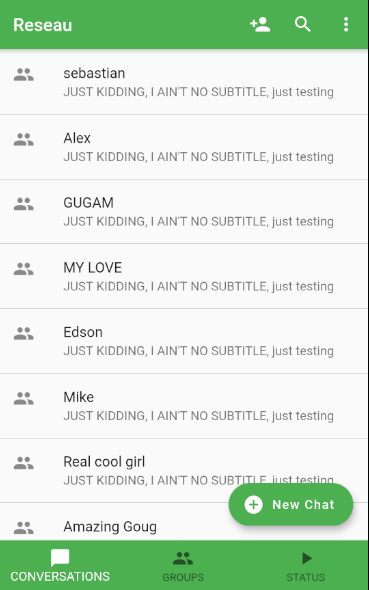 Reseau
sebastian
JUST KIDDING, I AIN'T NO SUBTITLE, just testing
Alex
JUST KIDDING, I AIN'T NO SUBTITLE, just testing
GUGAM
JUST KIDDING, I AIN'T NO SUBTITLE, just testing
MY LOVE
JUST KIDDING, I AIN'T NO SUBTITLE, just testing
Edson
JUST KIDDING, I AIN'T NO SUBTITLE, just testing
Mike
JUST KIDDING, I AIN'T NO SUBTITLE, just testing
Real cool girl
JUST KIDDING, I AIN'T NO SUBTITLE, just testing
New Chat
Amazing Goug
CONVERSATIONS
GROUPS
STATUS